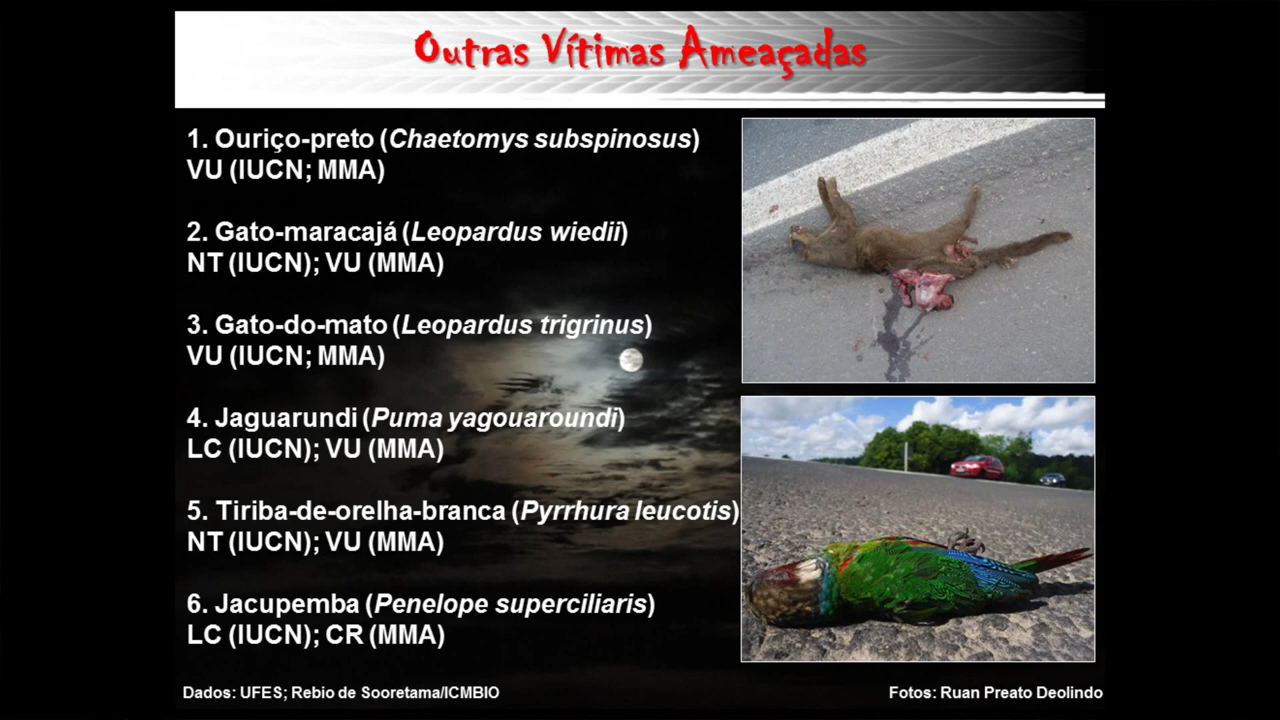 Outras Vítimas Ameaçadas
1. Ouriço-preto (Chaetomys subspinosus)
VU (IUCN; MMA)
2. Gato-maracajá (Leopardus wiedii)
NT (IUCN); VU (MMA)
3. Gato-do-mato (Leopardus trigrinus)
VU (IUCN; MMA)
4. Jaguarundi (Puma yagouaroundi)
LC (IUCN); VU (MMA)
5. Tiriba-de-orelha-branca (Pyrrhura leucotis)
NT (IUCN); VU (MMA)
6. Jacupemba (Penelope superciliaris)
LC (IUCN); CR (MMA)
Dados: UFES; Rebio de Sooretama/ICMBIO
Fotos: Ruan Preato Deolindo